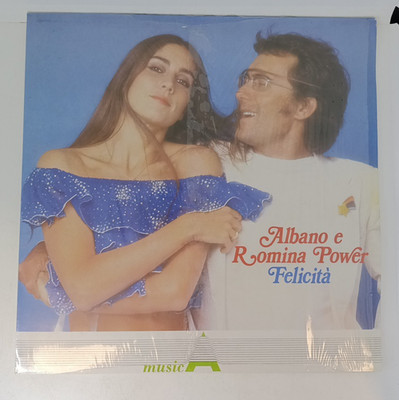 Albano e
Romina Power
Felicità
music A